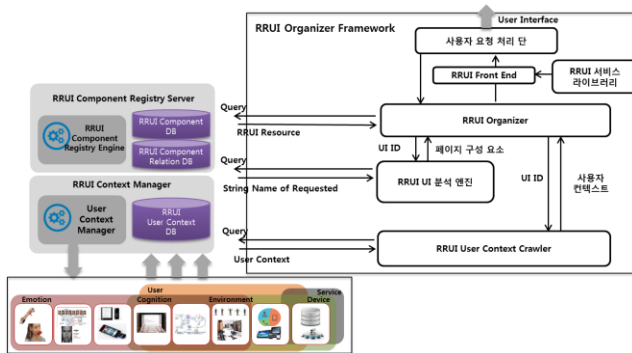 User Interface
RRUI Organizer Framework
사용자 요청 처리 단
RRUI Front End
RRUI 서비스
라이브러리
RRUI Component Registry Server
Query
RRUI Component
DB
RRUI Organizer
RRUI
Component
Registry Engine
RRUI Resource
RRUI Component
Relation DB
UI ID
페이지 구성 요소
Query
RRUI Context Manager
String Name of Requested
RRUI UI 분석 엔진
UI ID
사용자
컨텍스트
User
Context
Manager
RRUI
User Context
DB
Query
RRUI User Context Crawler
User Context
User
Service
Emotion
Cognition
Environment
Device